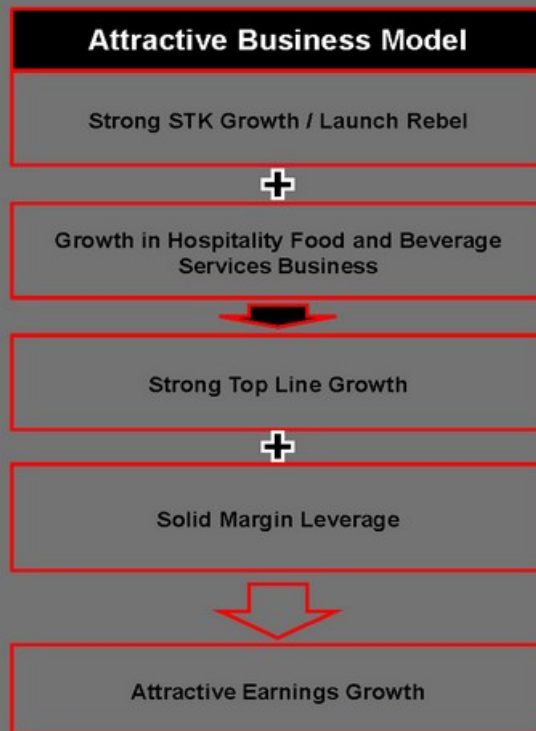 Attractive Business Model
Strong STK Growth / Launch Rebel
+
Growth in Hospitality Food and Beverage
Services Business
Strong Top Line Growth
+
Solid Margin Leverage
Attractive Earnings Growth